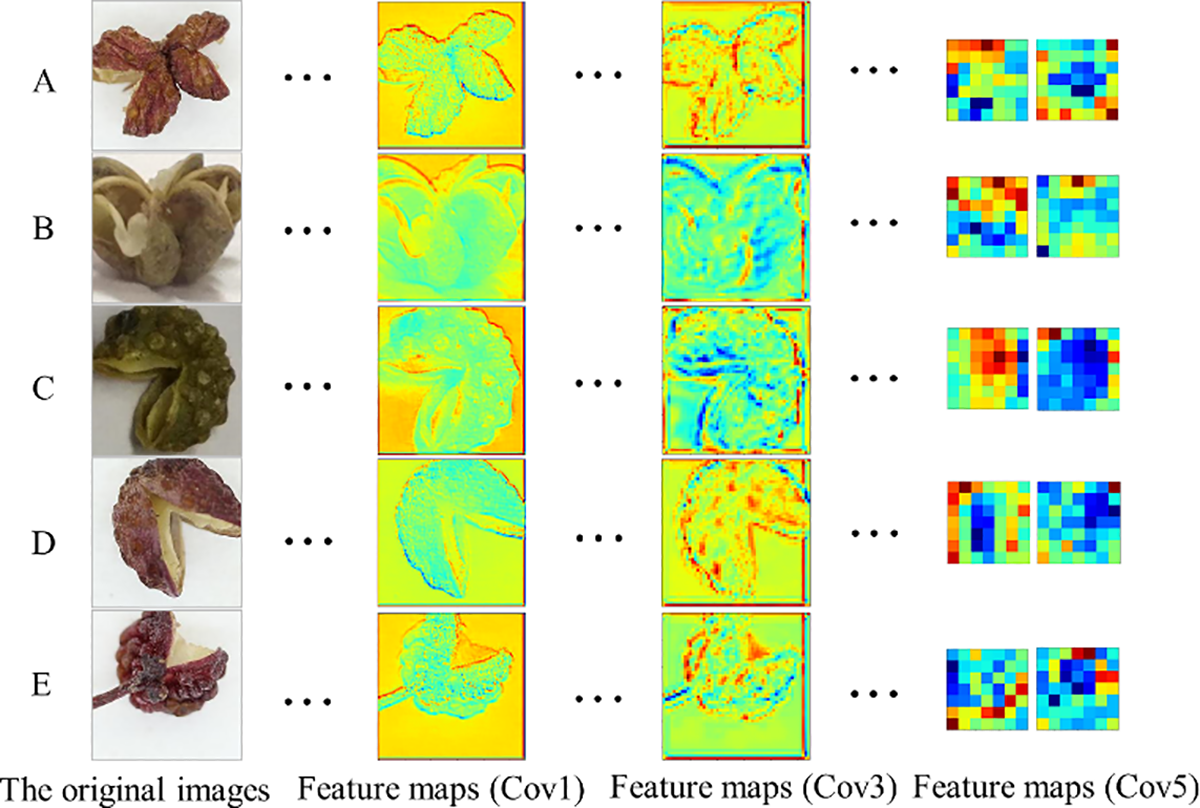 A
B
C
D
E
The original images
Feature maps (Cov1)
Feature maps (Cov3)
Feature maps (Cov5)